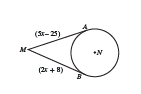 A
(5x–25)
M
•N
(2x + 8)
B